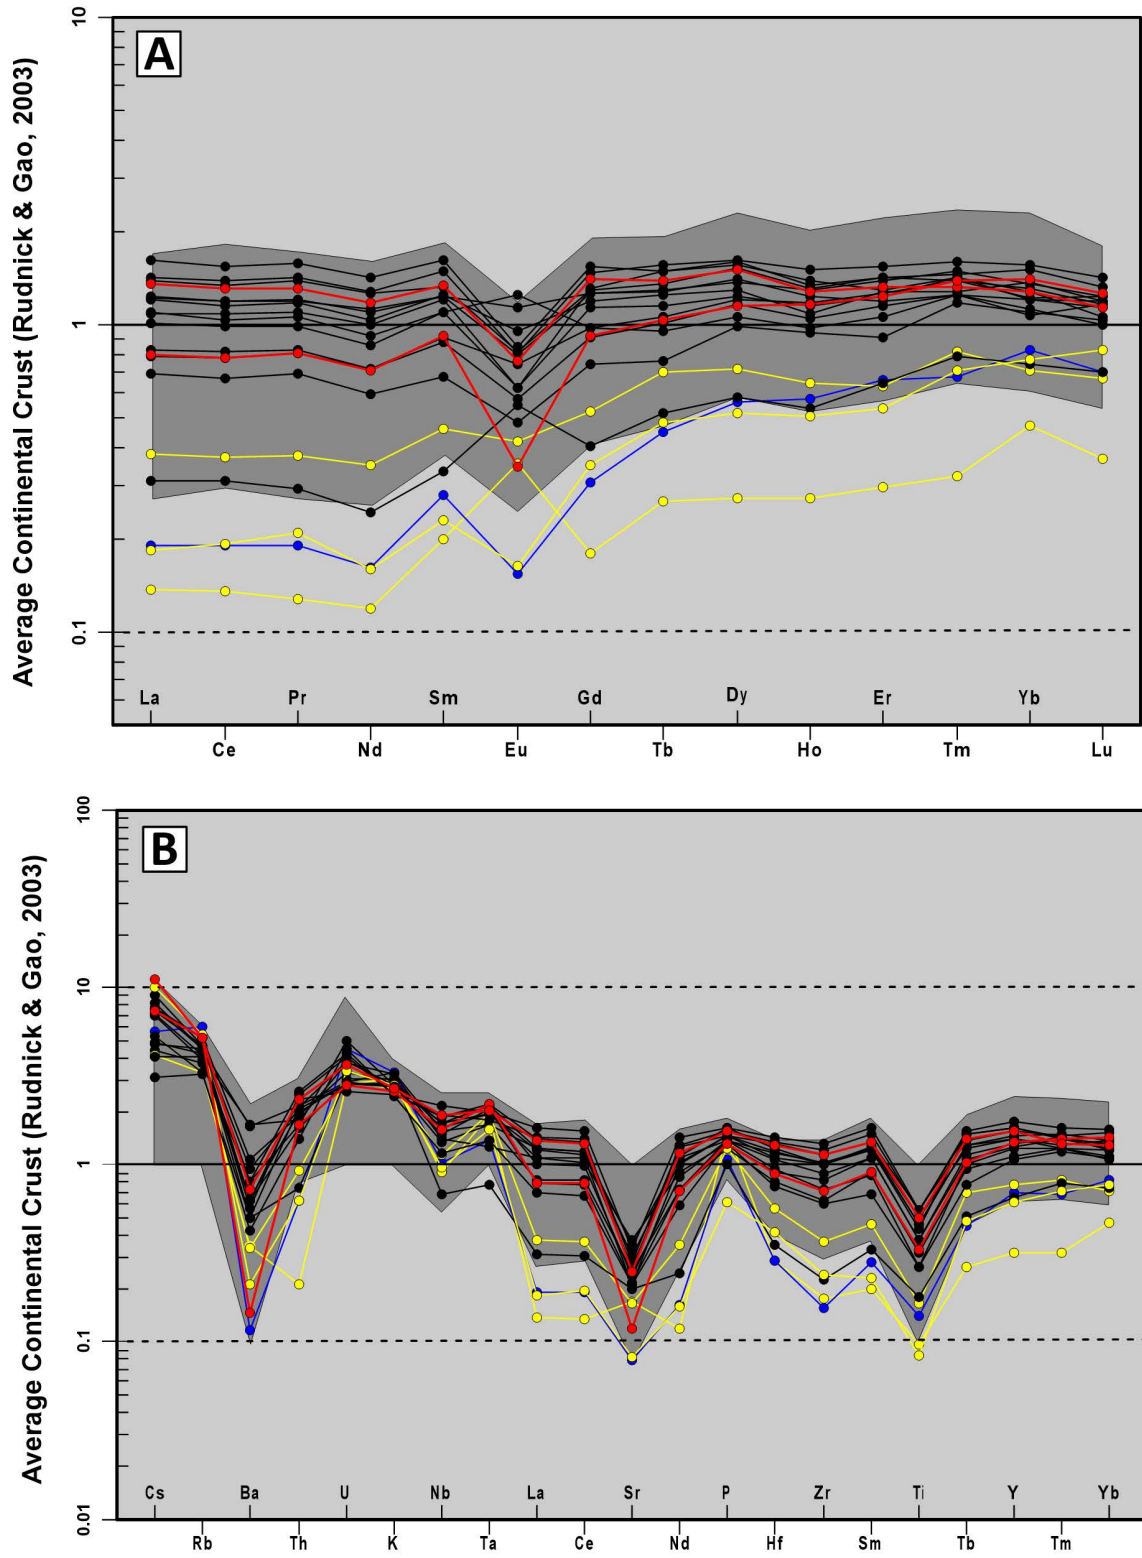 A
Average Continental Crust (Rudnick & Gao, 2003)
10
1
0.1
La Pr Sm Gd Dy Er Yb
Ce Nd Eu Tb Ho Tm Lu
B
Average Continental Crust (Rudnick & Gao, 2003)
100
10
1
0.1
0.01
Cs Ba U Nb La Sr P Zr Ti Y Yb
Rb Th K Ta Ce Nd Hf Sm Tb Tm